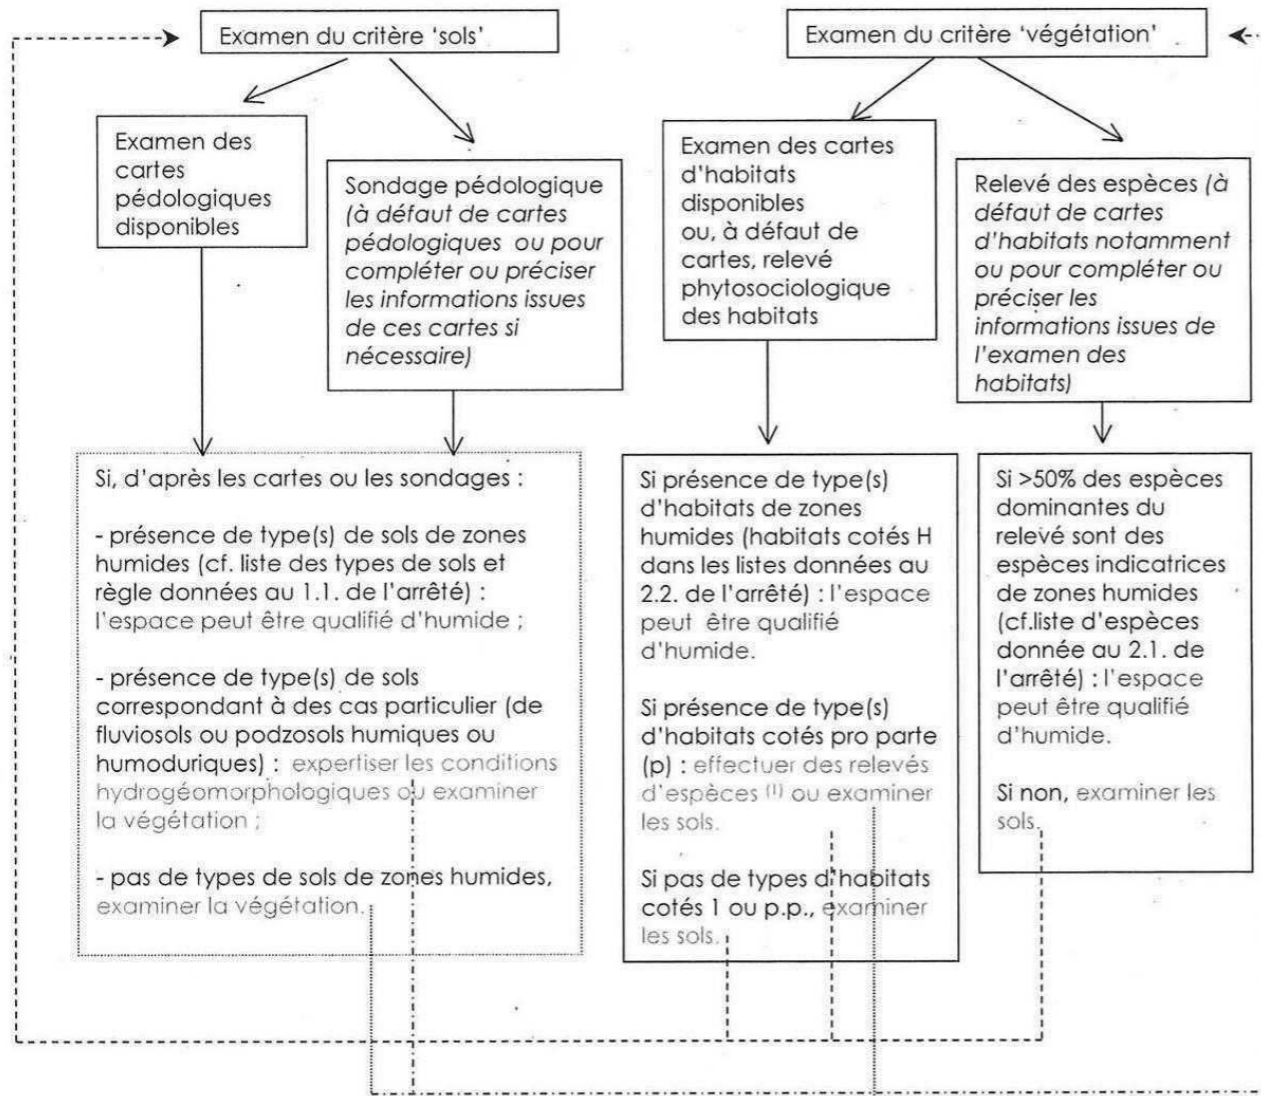 Examen du critère ‘sols’
Examen du critère ‘végétation’
Examen des
cartes
pédologiques
disponibles
Sondage pédologique
(à défaut de cartes
pédologiques ou pour
compléter ou préciser
les informations issues
de ces cartes si
nécessaire)
Examen des cartes
d'habitats
disponibles
ou, à défaut de
cartes, relevé
phytosociologique
des habitats
Relevé des espèces (à
défaut de cartes
d'habitats notamment
ou pour compléter ou
préciser les
informations issues de
l'examen des
habitats)
Si, d'après les cartes ou les sondages :
- présence de type(s) de sols de zones
humides (cf. liste des types de sols et
règle données au 1.1. de l'arrêté) :
l'espace peut être qualifié d'humide ;
- présence de type(s) de sols
correspondant à des cas particulier (de
fluviosols ou podzosols humiques ou
humoduriques) : expertiser les conditions
hydrogéomorphologiques ou examiner
la végétation ;
- pas de types de sols de zones humides,
examiner la végétation.
Si présence de type(s)
d'habitats de zones
humides (habitats cotés H
dans les listes données au
2.2. de l'arrêté) : l'espace
peut être qualifié
d'humide.
Si présence de type(s)
d'habitats cotés pro parte
(p) : effectuer des relevés
d'espèces (1) ou examiner
les sols.
Si pas de types d'habitats
cotés 1 ou p.p., examiner
les sols.
Si >50% des espèces
dominantes du
relevé sont des
espèces indicatrices
de zones humides
(cf.liste d'espèces
donnée au 2.1. de
l'arrêté) : l'espace
peut être qualifié
d'humide.
Si non, examiner les
sols.